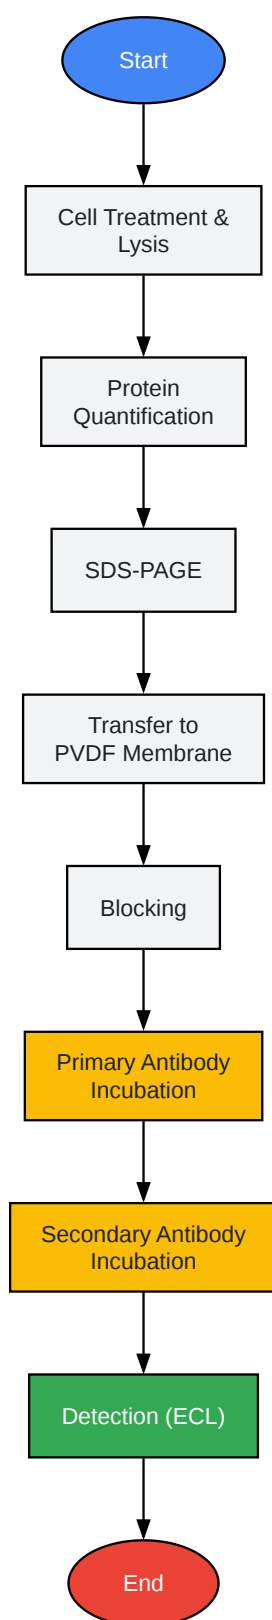 Start
Cell Treatment &
Lysis
Protein
Quantification
SDS-PAGE
Transfer to
PVDF Membrane
Blocking
Primary Antibody
Incubation
Secondary Antibody
Incubation
Detection (ECL)
End